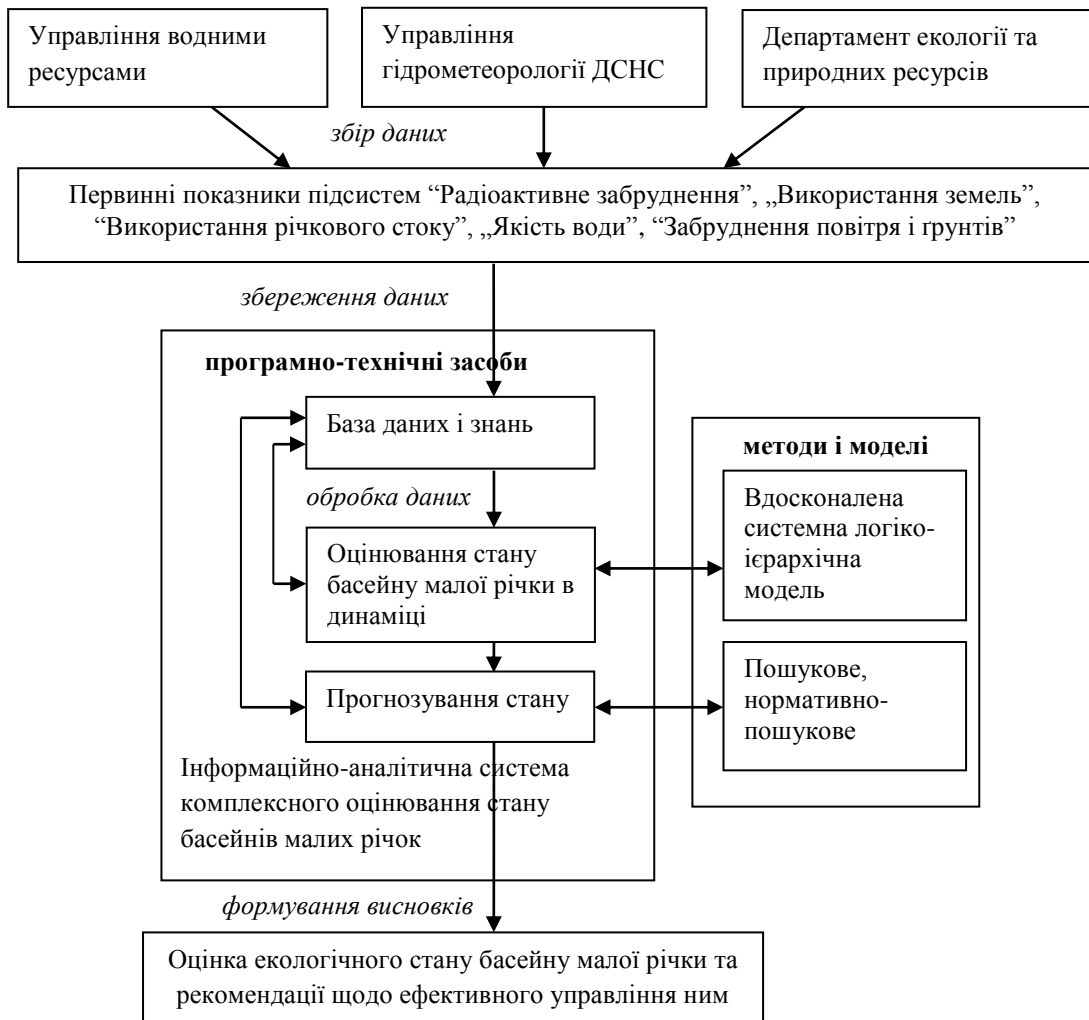 Управління водними
ресурсами
Управління
гідрометеорології ДСНС
Департамент екології та
природних ресурсів
збір даних
Первинні показники підсистем “Радіоактивне забруднення”, „Використання земель”,
“Використання річкового стоку”, „Якість води”, “Забруднення повітря і ґрунтів”
збереження даних
програмно-технічні засоби
База даних і знань
обробка даних
Оцінювання стану
басейну малої річки в
динаміці
Прогнозування стану
Інформаційно-аналітична система
комплексного оцінювання стану
басейнів малих річок
методи і моделі
Вдосконалена
системна логіко-
ієрархічна
модель
Пошукове,
нормативно-
пошукове
формування висновків
Оцінка екологічного стану басейну малої річки та
рекомендації щодо ефективного управління ним